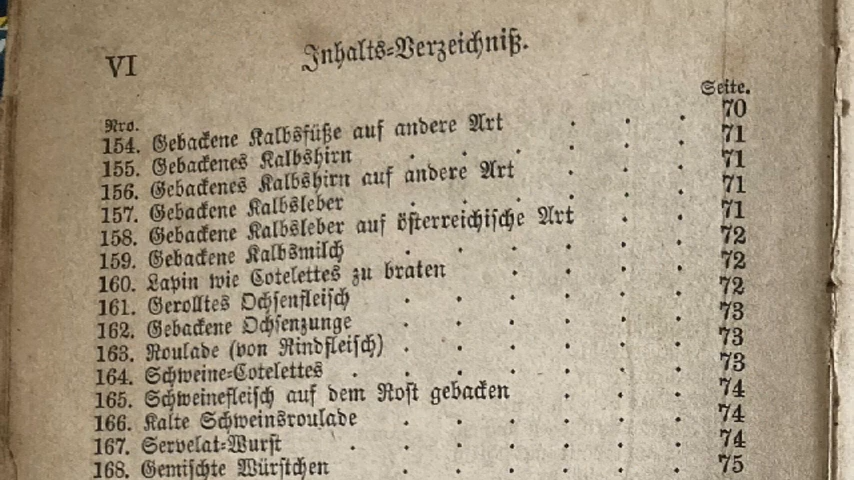 VI Inhalts-Verzeichniß.
Nro. Seite.
154. Gebackene Kalbsfüße auf andere Art . . . 70
155. Gebackenes Kalbshirn . . . . . . 71
156. Gebackenes Kalbshirn auf andere Art . . . 71
157. Gebackene Kalbsleber . . . . . . 71
158. Gebackene Kalbsleber auf österreichische Art . . 71
159. Gebackene Kalbsmilch . . . . . . 72
160. Lapin wie Cotelettes zu braten . . . . 72
161. Gerolltes Ochsenfleisch . . . . . . 72
162. Gebackene Ochsenzunge . . . . . . 73
163. Roulade (von Rindfleisch) . . . . . . 73
164. Schweine-Cotelettes . . . . . . . 73
165. Schweinefleisch auf dem Rost gebacken . . . 74
166. Kalte Schweinsroulade . . . . . . 74
167. Servelat-Wurst . . . . . . . 74
168. Gemischte Würstchen . . . . . . 75